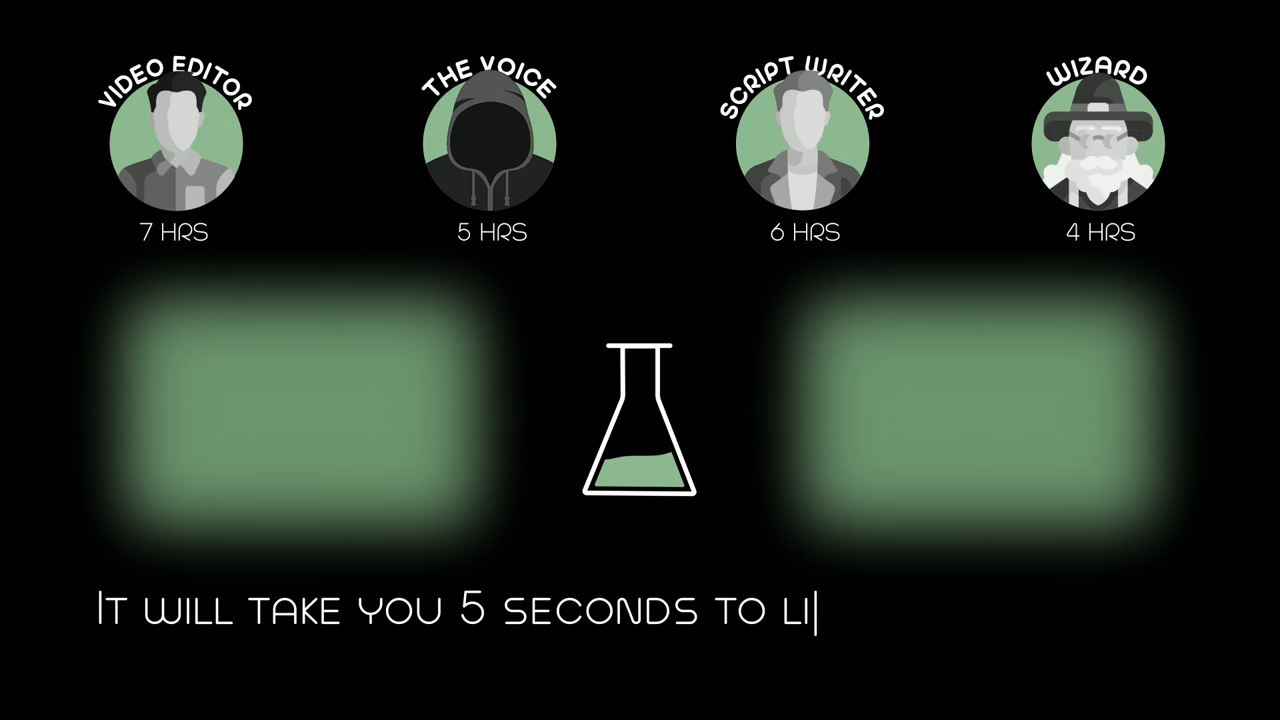 VIDEO EDITOR
THE VOICE
SCRIPT WRITER
WIZARD
7 HRS
5 HRS
6 HRS
4 HRS
IT WILL TAKE YOU 5 SECONDS TO LI